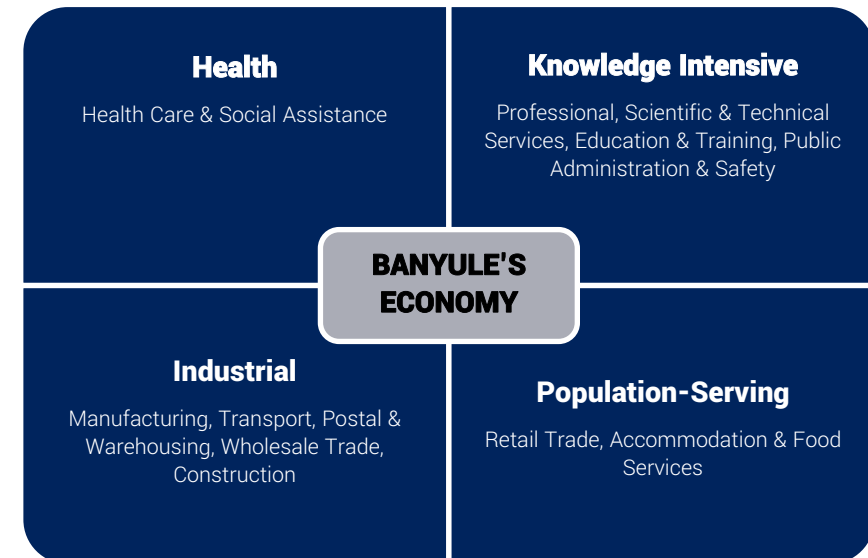 Health
Health Care & Social Assistance
Knowledge Intensive
Professional, Scientific & Technical
Services, Education & Training, Public
Administration & Safety
BANYULE'S
ECONOMY
Industrial
Manufacturing, Transport, Postal &
Warehousing, Wholesale Trade,
Construction
Population-Serving
Retail Trade, Accommodation & Food
Services